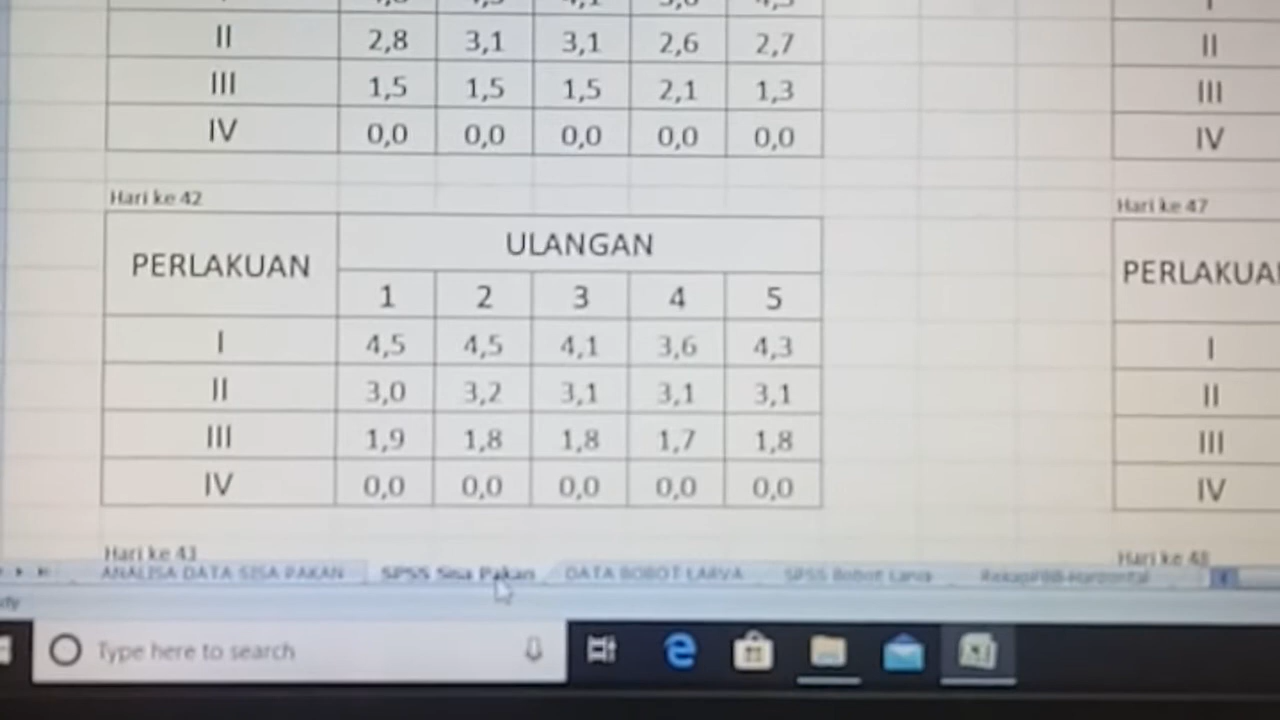 II 2,8 3,1 3,1 2,6 2,7
III 1,5 1,5 1,5 2,1 1,3
IV 0,0 0,0 0,0 0,0 0,0
Hari ke 42
PERLAKUAN ULANGAN
1 2 3 4 5
I 4,5 4,5 4,1 3,6 4,3
II 3,0 3,2 3,1 3,1 3,1
III 1,9 1,8 1,8 1,7 1,8
IV 0,0 0,0 0,0 0,0 0,0
Hari ke 43
II
III
IV
Hari ke 47
PERLAKUA
I
II
III
IV
Hari ke 48
ANALISA DATA SISA PAKAN SPSS Sisa Pakan DATA BOBOT LARVA SPSS Bobot Larva
Type here to search